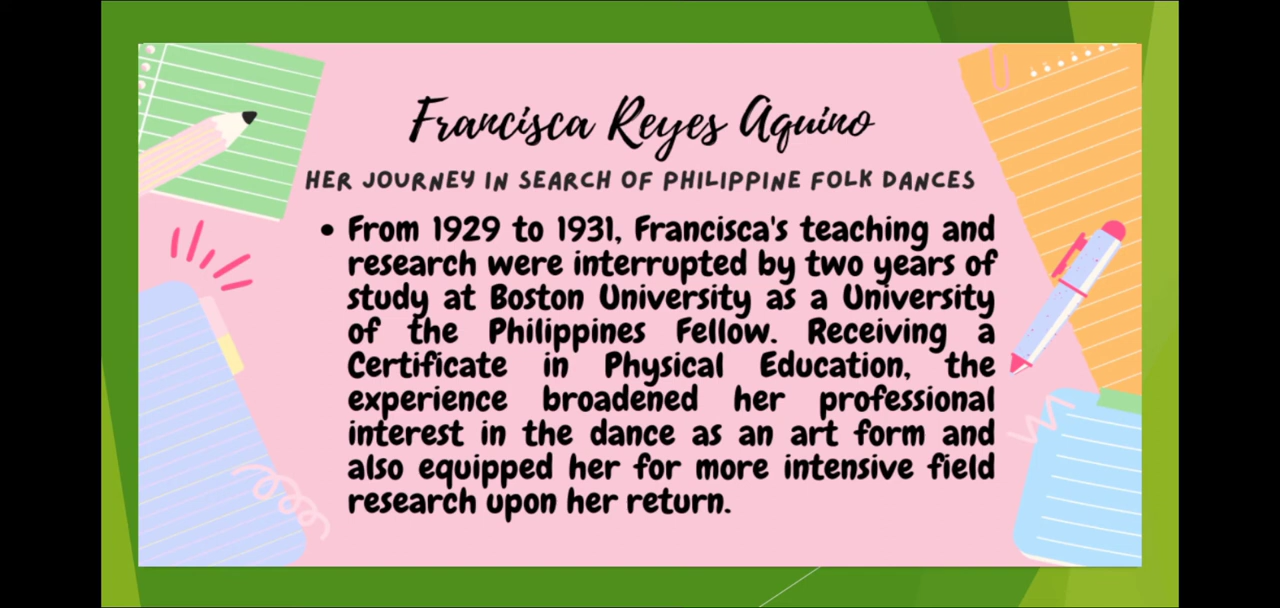 Francisca Reyes Aquino
HER JOURNEY IN SEARCH OF PHILIPPINE FOLK DANCES
• From 1929 to 1931, Francisca's teaching and
research were interrupted by two years of
study at Boston University as a University
of the Philippines Fellow. Receiving a
Certificate in Physical Education, the
experience broadened her professional
interest in the dance as an art form and
also equipped her for more intensive field
research upon her return.